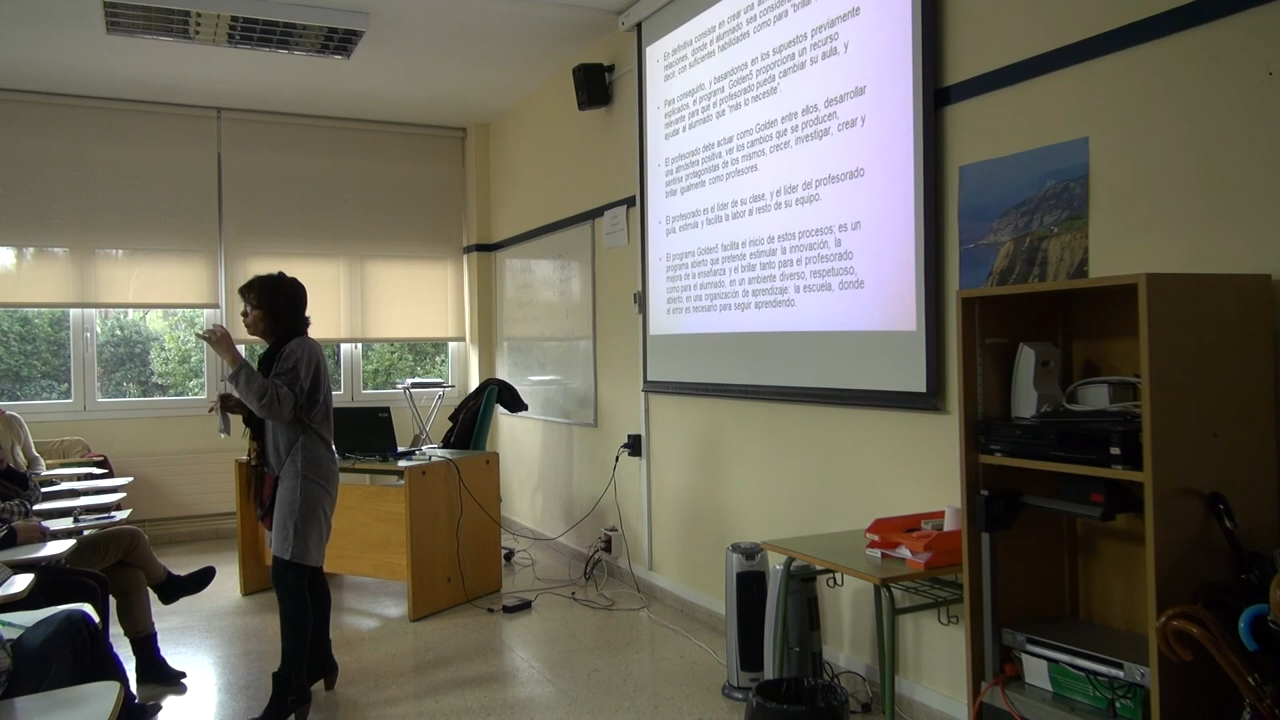 En definitiva consiste en crear una
relaciones, donde el alumnado sea
decir, con suficientes habilidades como para "brillar
Para conseguirlo, y basandonos en los supuestos previamente
explicados, el programa Golden5 proporciona un recurso
relevante para que el profesorado pueda cambiar su aula, y
ayudar al alumnado que "más lo necesite".
El profesorado debe actuar como Golden entre ellos, desarrollar
una atmósfera positiva, ver los cambios que se producen,
sentirse protagonistas de los mismos, crecer, investigar, crear y
brillar igualmente como profesores.
El profesorado es el líder de su clase, y el líder del profesorado
guía, estimula y facilita la labor al resto de su equipo.
El programa Golden5 facilita el inicio de estos procesos; es un
programa abierto que pretende estimular la innovación, la
mejora de la enseñanza y el brillar tanto para el profesorado
como para el alumnado, en un ambiente diverso, respetuoso,
abierto, en una organización de aprendizaje: la escuela, donde
el error es necesario para seguir aprendiendo.